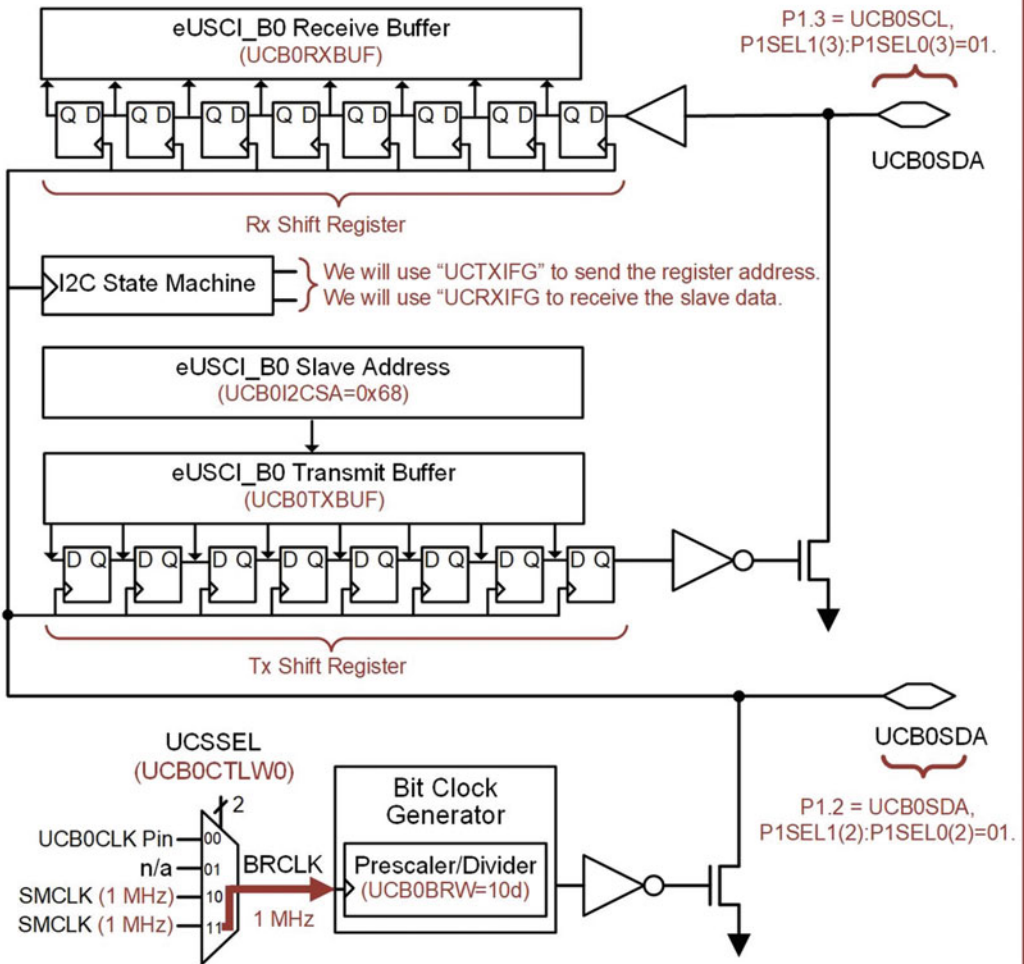 eUSCI_B0 Receive Buffer
(UCB0RXBUF)
P1.3 = UCB0SCL,
P1SEL1(3):P1SEL0(3)=01.
Q D Q D Q D Q D Q D Q D Q D Q D
UCB0SDA
Rx Shift Register
I2C State Machine
We will use “UCTXIFG” to send the register address.
We will use “UCRXIFG to receive the slave data.
eUSCI_B0 Slave Address
(UCB0I2CSA=0x68)
eUSCI_B0 Transmit Buffer
(UCB0TXBUF)
D Q D Q D Q D Q D Q D Q D Q D Q
Tx Shift Register
UCB0SDA
P1.2 = UCB0SDA,
P1SEL1(2):P1SEL0(2)=01.
UCSSEL
(UCB0CTLW0)
2
UCB0CLK Pin 00
n/a 01
SMCLK (1 MHz) 10
SMCLK (1 MHz) 11
BRCLK
1 MHz
Bit Clock
Generator
Prescaler/Divider
(UCB0BRW=10d)